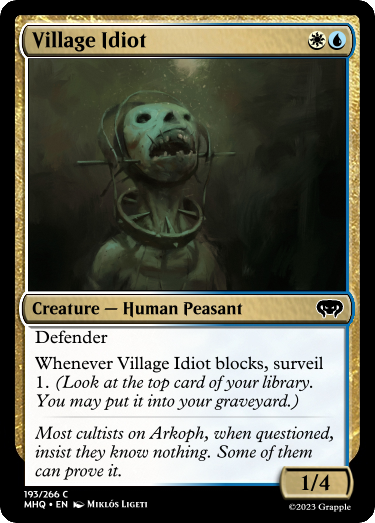 Village Idiot
Creature — Human Peasant
Defender
Whenever Village Idiot blocks, surveil
1. (Look at the top card of your library.
You may put it into your graveyard.)
Most cultists on Arkoph, when questioned,
insist they know nothing. Some of them
can prove it.
1/4
193/266 C
MHQ • EN Miklós Ligeti
©2023 Grapple